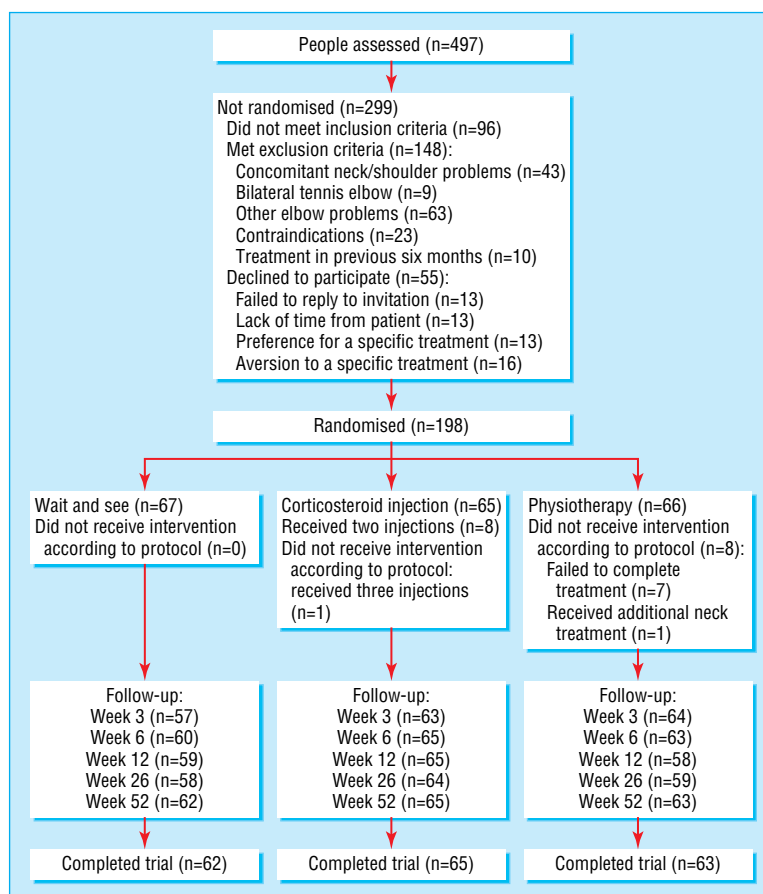 People assessed (n=497)
Not randomised (n=299)
Did not meet inclusion criteria (n=96)
Met exclusion criteria (n=148):
Concomitant neck/shoulder problems (n=43)
Bilateral tennis elbow (n=9)
Other elbow problems (n=63)
Contraindications (n=23)
Treatment in previous six months (n=10)
Declined to participate (n=55):
Failed to reply to invitation (n=13)
Lack of time from patient (n=13)
Preference for a specific treatment (n=13)
Aversion to a specific treatment (n=16)
Randomised (n=198)
Wait and see (n=67)
Did not receive intervention
according to protocol (n=0)
Corticosteroid injection (n=65)
Received two injections (n=8)
Did not receive intervention
according to protocol:
received three injections
(n=1)
Physiotherapy (n=66)
Did not receive intervention
according to protocol (n=8):
Failed to complete
treatment (n=7)
Received additional neck
treatment (n=1)
Follow-up:
Week 3 (n=57)
Week 6 (n=60)
Week 12 (n=59)
Week 26 (n=58)
Week 52 (n=62)
Follow-up:
Week 3 (n=63)
Week 6 (n=65)
Week 12 (n=65)
Week 26 (n=64)
Week 52 (n=65)
Follow-up:
Week 3 (n=64)
Week 6 (n=63)
Week 12 (n=58)
Week 26 (n=59)
Week 52 (n=63)
Completed trial (n=62)
Completed trial (n=65)
Completed trial (n=63)